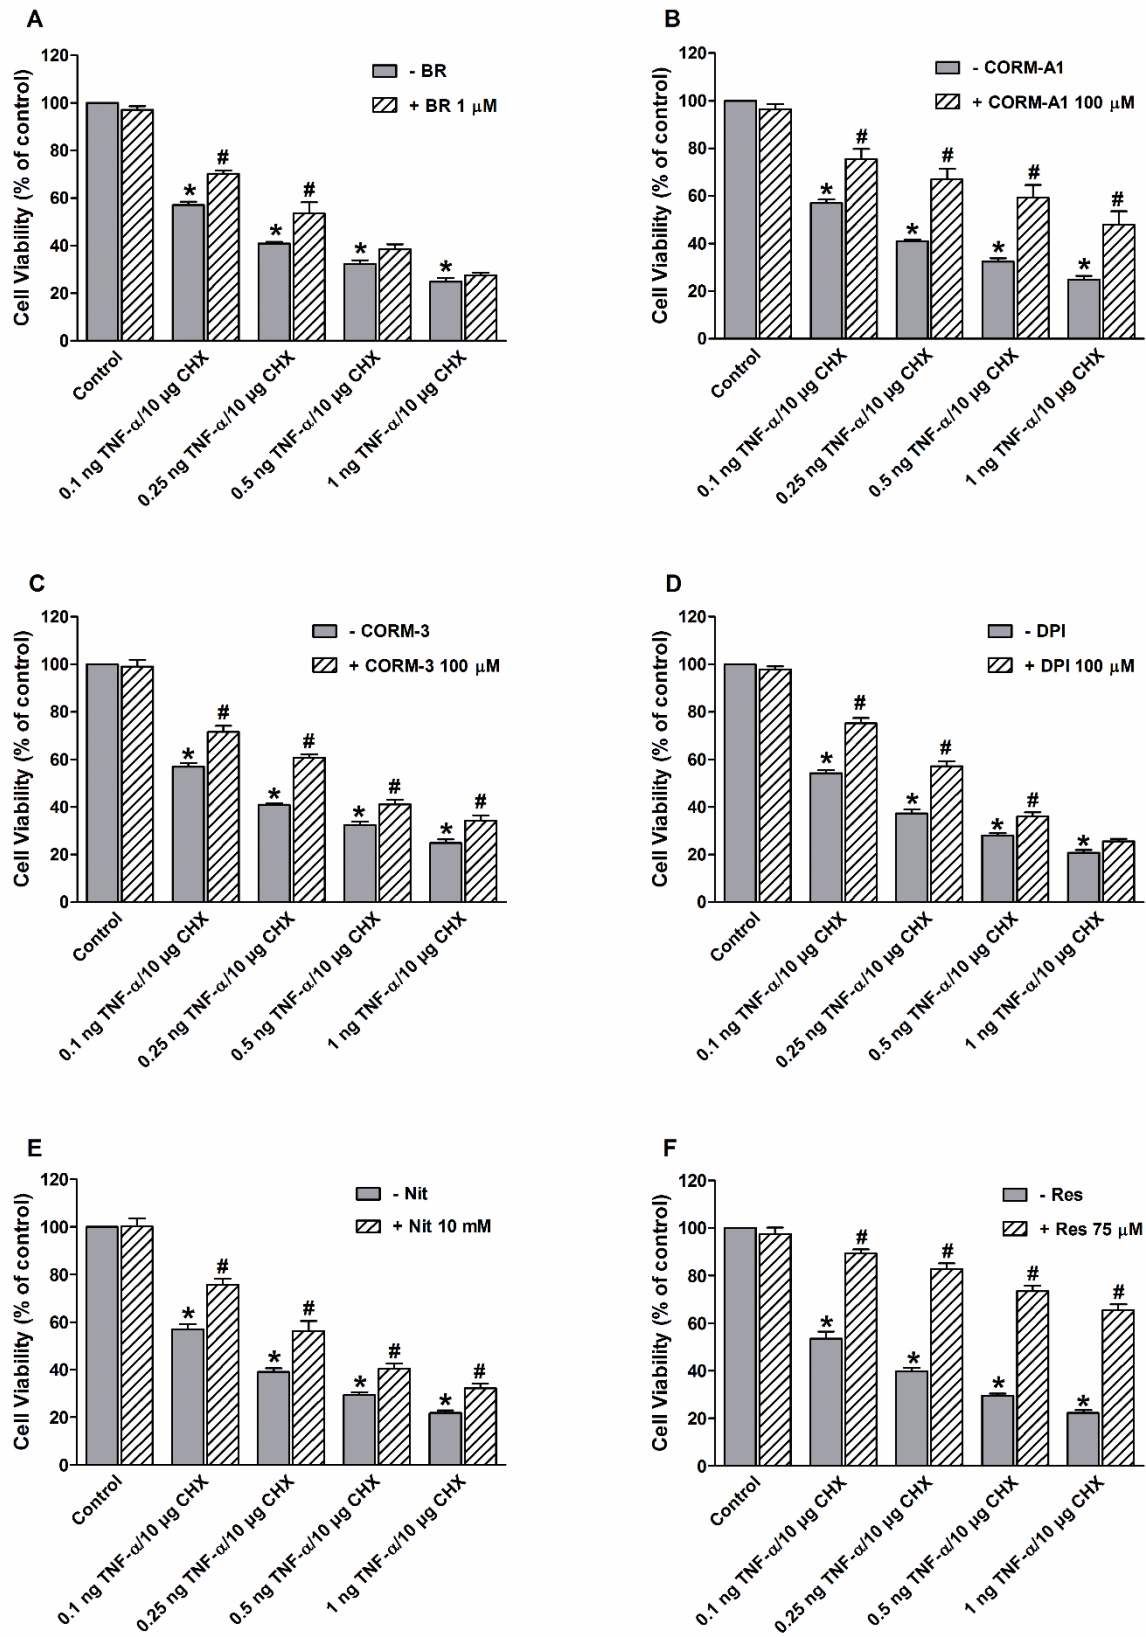 A
Cell Viability (% of control)
120
100
80
60
40
20
0
- BR
+ BR 1 μM
*
#
*
#
*
*
Control
0.1 ng TNF-α/10 µg CHX
0.25 ng TNF-α/10 µg CHX
0.5 ng TNF-α/10 µg CHX
1 ng TNF-α/10 µg CHX
B
Cell Viability (% of control)
120
100
80
60
40
20
0
- CORM-A1
+ CORM-A1 100 μM
*
#
*
#
*
#
*
#
Control
0.1 ng TNF-α/10 µg CHX
0.25 ng TNF-α/10 µg CHX
0.5 ng TNF-α/10 µg CHX
1 ng TNF-α/10 µg CHX
C
Cell Viability (% of control)
120
100
80
60
40
20
0
- CORM-3
+ CORM-3 100 μM
*
#
*
#
*
#
*
#
Control
0.1 ng TNF-α/10 µg CHX
0.25 ng TNF-α/10 µg CHX
0.5 ng TNF-α/10 µg CHX
1 ng TNF-α/10 µg CHX
D
Cell Viability (% of control)
120
100
80
60
40
20
0
- DPI
+ DPI 100 μM
*
#
*
#
*
#
*
Control
0.1 ng TNF-α/10 µg CHX
0.25 ng TNF-α/10 µg CHX
0.5 ng TNF-α/10 µg CHX
1 ng TNF-α/10 µg CHX
E
Cell Viability (% of control)
120
100
80
60
40
20
0
- Nit
+ Nit 10 mM
*
#
*
#
*
#
*
#
Control
0.1 ng TNF-α/10 µg CHX
0.25 ng TNF-α/10 µg CHX
0.5 ng TNF-α/10 µg CHX
1 ng TNF-α/10 µg CHX
F
Cell Viability (% of control)
120
100
80
60
40
20
0
- Res
+ Res 75 μM
*
#
*
#
*
#
*
#
Control
0.1 ng TNF-α/10 µg CHX
0.25 ng TNF-α/10 µg CHX
0.5 ng TNF-α/10 µg CHX
1 ng TNF-α/10 µg CHX